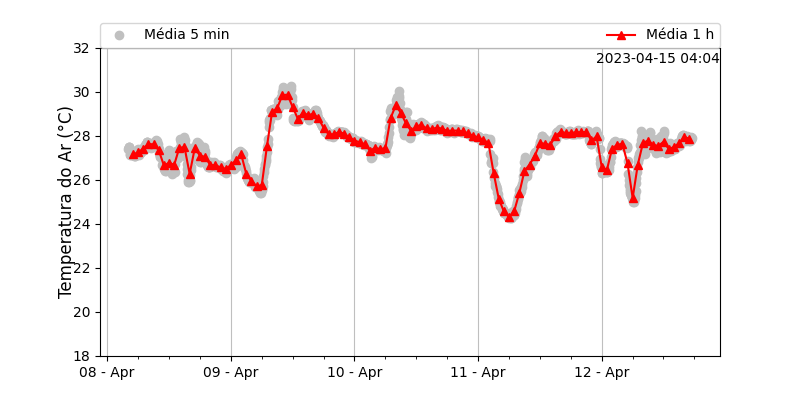 Média 5 min
Média 1 h
2023-04-15 04:04
Temperatura do Ar (°C)
32
30
28
26
24
22
20
18
08 - Apr
09 - Apr
10 - Apr
11 - Apr
12 - Apr